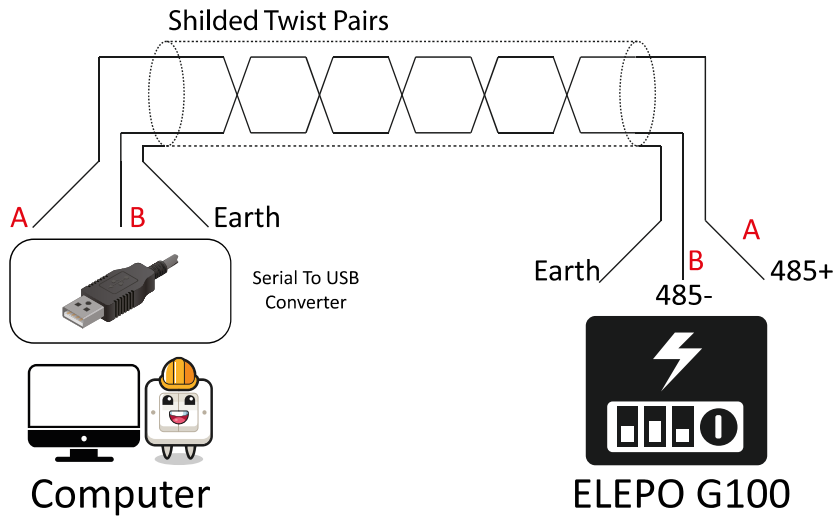 Shilded Twist Pairs
A
B
Earth
Serial To USB
Converter
Computer
Earth
B
485-
A
485+
ELEPO G100